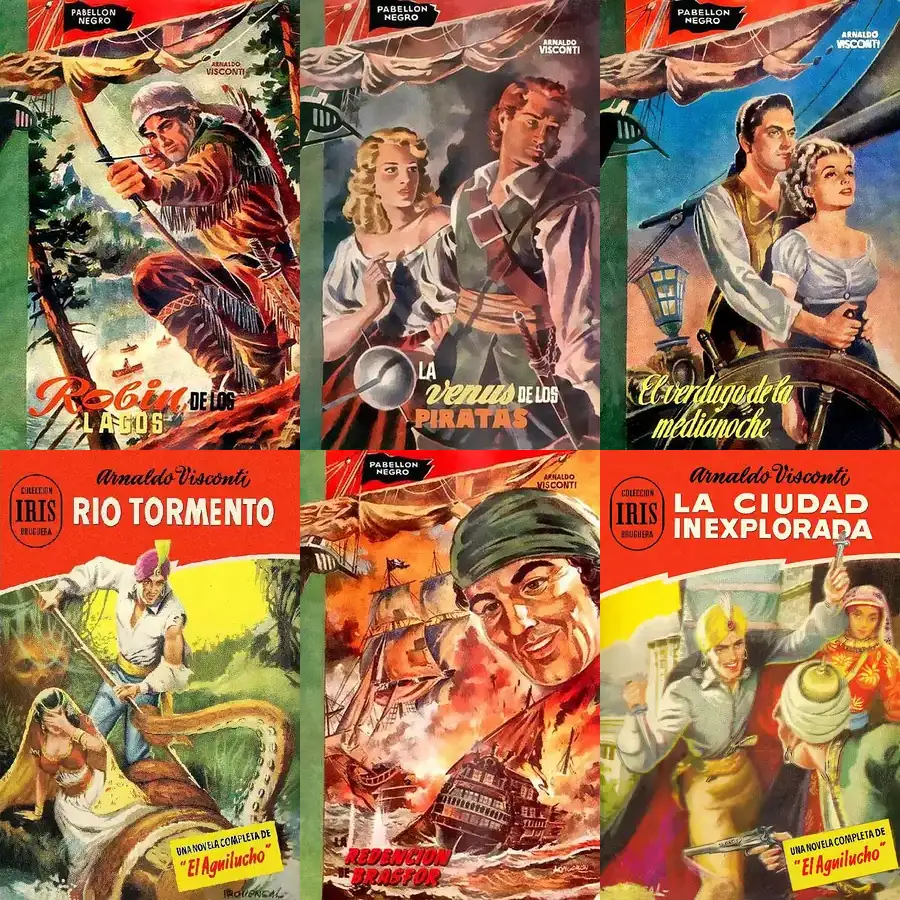 PABELLON
NEGRO
ARNALDO
VISCONTI
Robin DE LOS
LAGOS
PABELLON
NEGRO
ARNALDO
VISCONTI
LA
venus DE LOS
PIRATAS
PABELLON
NEGRO
ARNALDO
VISCONTI
El verdugo de la
medianoche
Arnaldo Visconti
COLECCION
IRIS
BRUGUERA
RIO TORMENTO
UNA NOVELA COMPLETA DE
"El Aguilucho"
PROVENSAL
PABELLON
NEGRO
ARNALDO
VISCONTI
LA
REDENCION
DE BRASFOR
Arnaldo Visconti
COLECCION
IRIS
BRUGUERA
LA CIUDAD
INEXPLORADA
UNA NOVELA COMPLETA DE
"El Aguilucho"